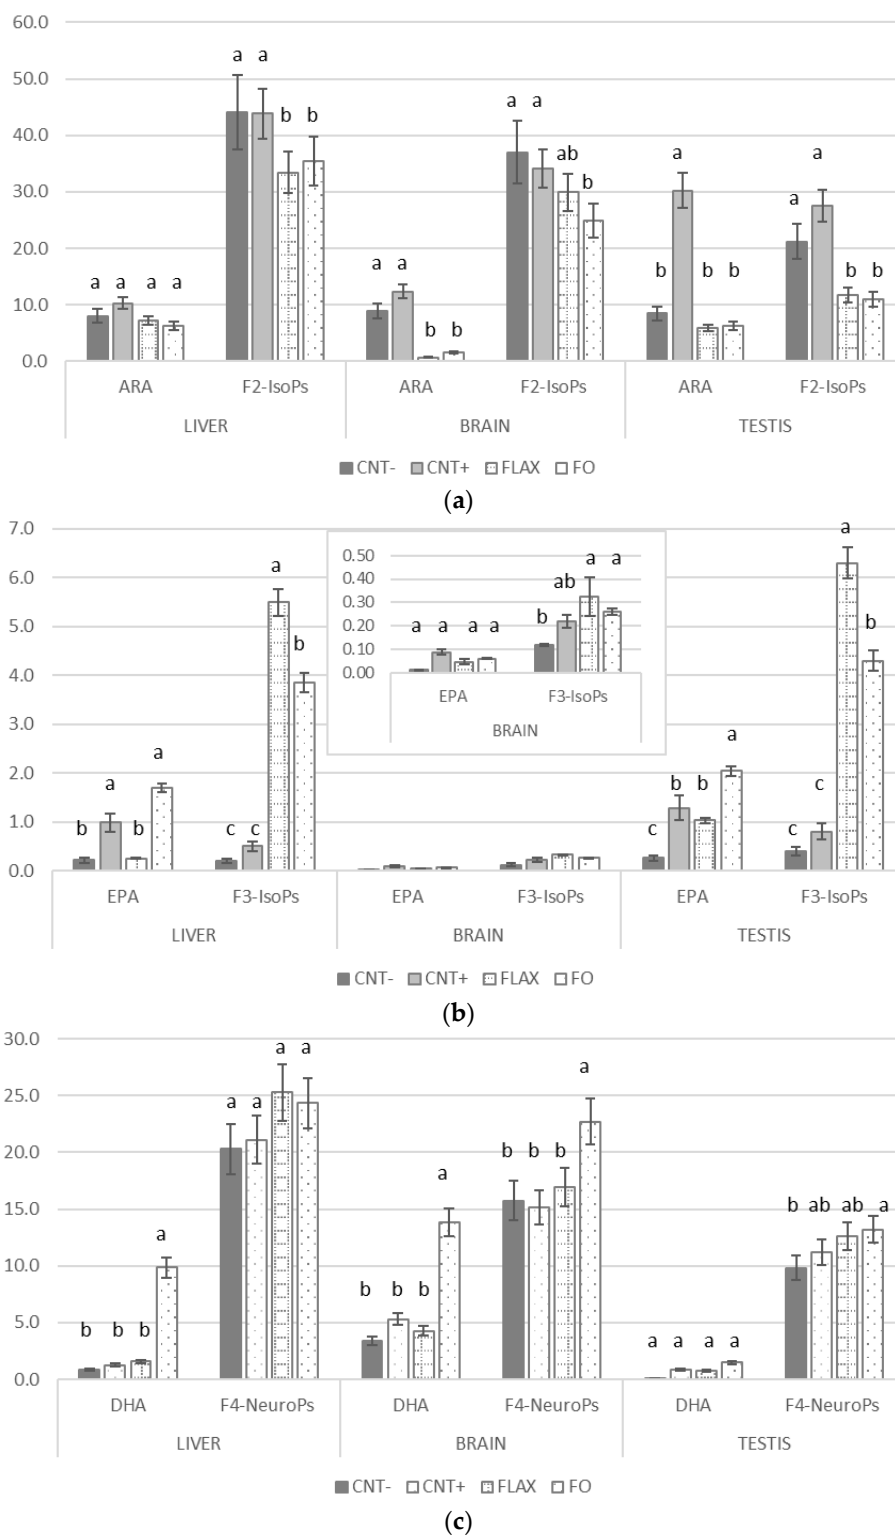 60.0
a a
50.0
a a
40.0
b b
ab
a
30.0
b
a
20.0
a a a a
a a
b b b
b b
10.0
b b
0.0
ARA F2-IsoPs ARA F2-IsoPs ARA F2-IsoPs
LIVER BRAIN TESTIS
CNT- CNT+ FLAX FO
(a)
7.0
a
0.50
6.0
a
0.40
a a
ab
0.30
5.0
a a a a
b
0.20
b
b
0.10
4.0
0.00
EPA F3-IsoPs
3.0
BRAIN
a
a
2.0
a
b b
c
1.0
b b
c c
c
c
0.0
EPA F3-IsoPs EPA F3-IsoPs EPA F3-IsoPs
LIVER BRAIN TESTIS
CNT- CNT+ FLAX FO
(b)
30.0
a a
a
25.0
a a
20.0
b b b
a
15.0
b ab ab a
a
10.0
b b b
5.0
b b b
a a a a
0.0
DHA F4-NeuroPs DHA F4-NeuroPs DHA F4-NeuroPs
LIVER BRAIN TESTIS
CNT- CNT+ FLAX FO
(c)